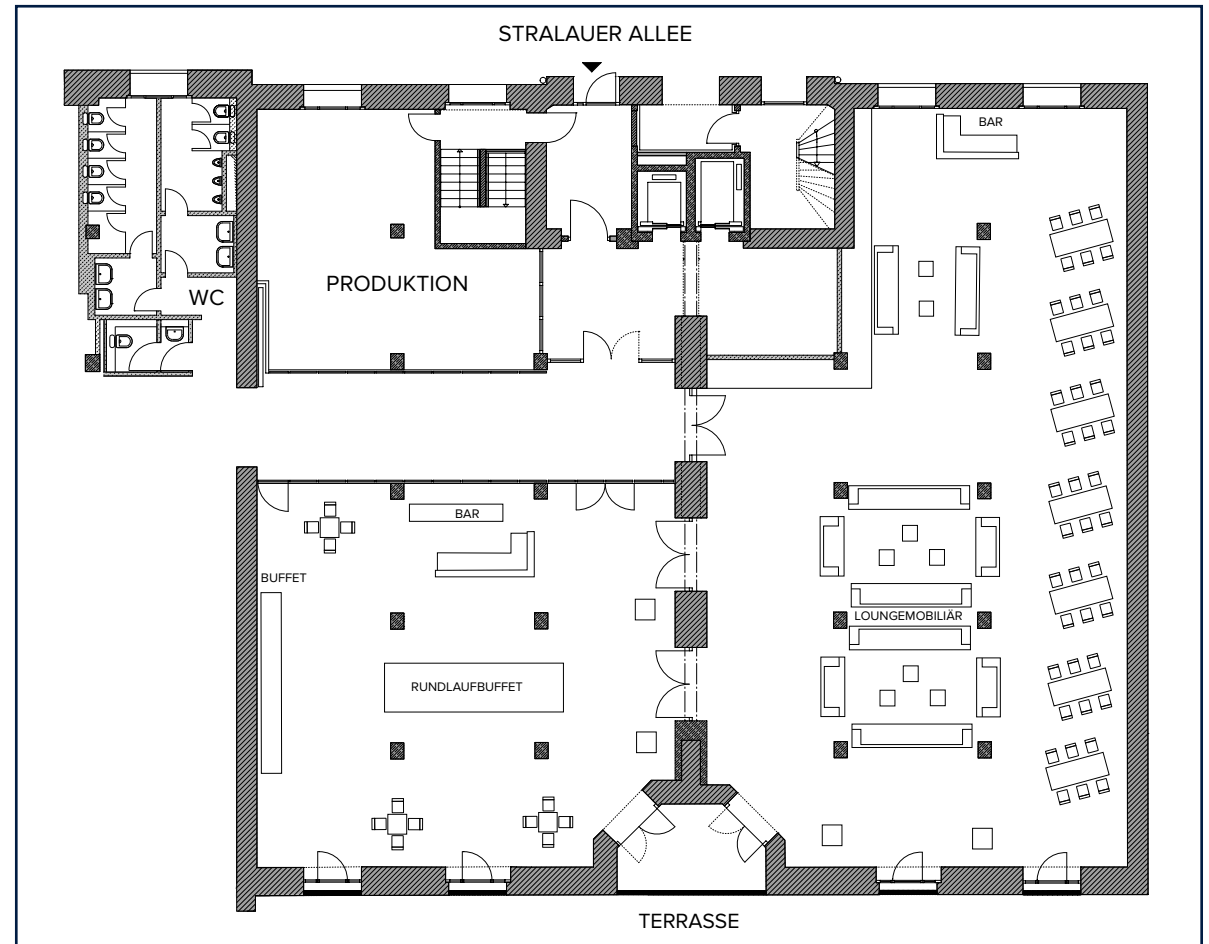 STRALAUER ALLEE
BAR
PRODUKTION
WC
BAR
BUFFET
LOUNGEMOBILIÄR
RUNDLAUFBUFFET
TERRASSE